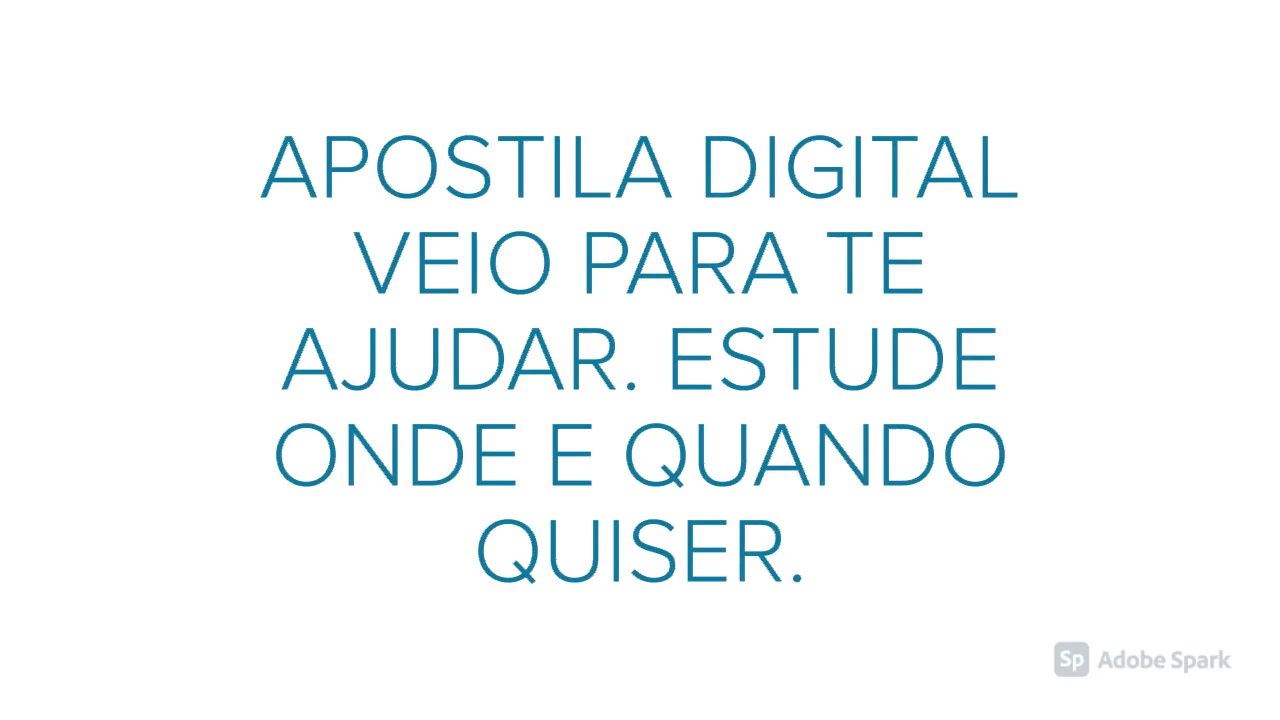 APOSTILA DIGITAL
VEIO PARA TE
AJUDAR. ESTUDE
ONDE E QUANDO
QUISER.
Sp Adobe Spark